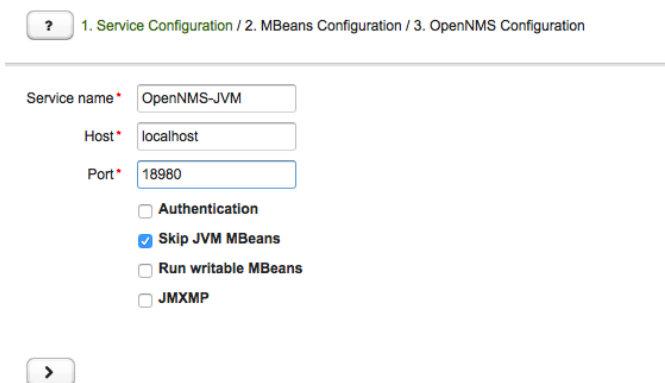 ? 1. Service Configuration / 2. MBeans Configuration / 3. OpenNMS Configuration
Service name* OpenNMS-JVM
Host* localhost
Port* 18980
Authentication
Skip JVM MBeans
Run writable MBeans
JMXMP